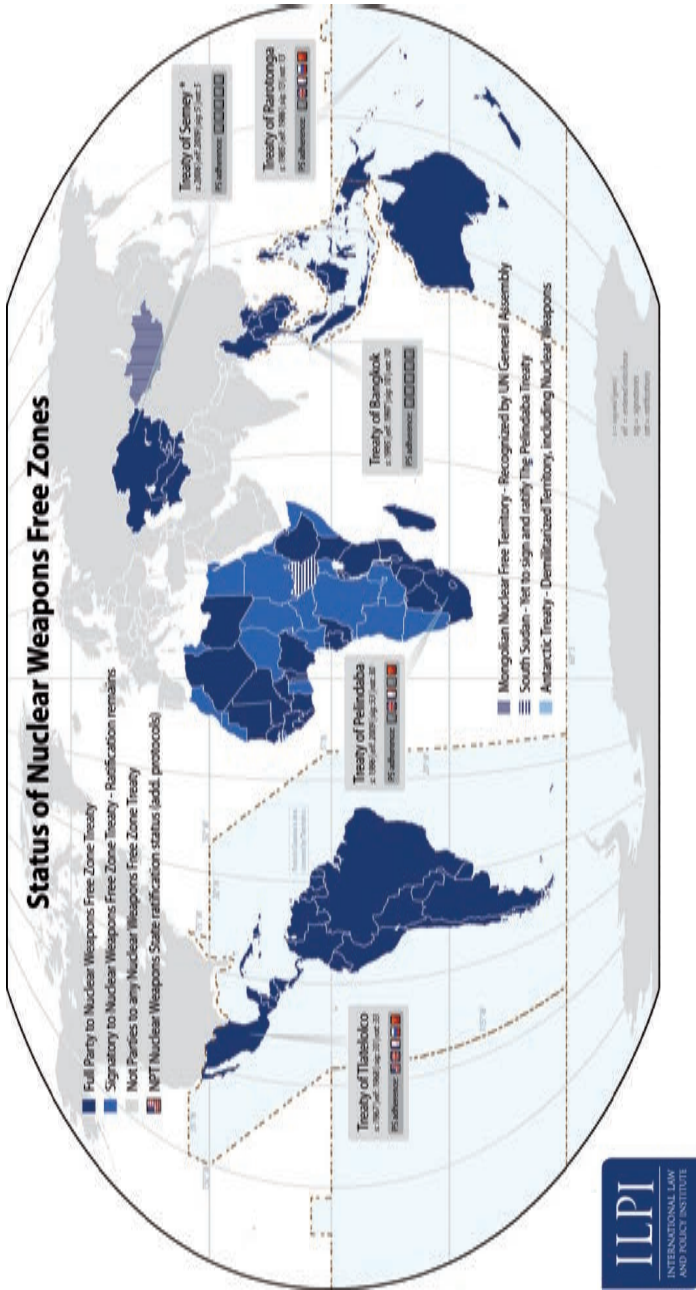 Status of Nuclear Weapons Free Zones
Full Party to Nuclear Weapons Free Zone Treaty
Signatory to Nuclear Weapons Free Zone Treaty - Ratification remains
Not Parties to any Nuclear Weapons Free Zone Treaty
NPT Nuclear Weapons State ratification status (add. protocols)
Treaty of Semey *
P5 adherence:
Treaty of Rarotonga
P5 adherence:
Treaty of Bangkok
P5 adherence:
Treaty of Pelindaba
P5 adherence:
Treaty of Tlatelolco
P5 adherence:
Mongolian Nuclear Free Territory - Recognized by UN General Assembly
South Sudan - Yet to sign and ratify The Pelindaba Treaty
Antarctic Treaty - Demilitarized Territory, including Nuclear Weapons
ILPI
INTERNATIONAL LAW
AND POLICY INSTITUTE